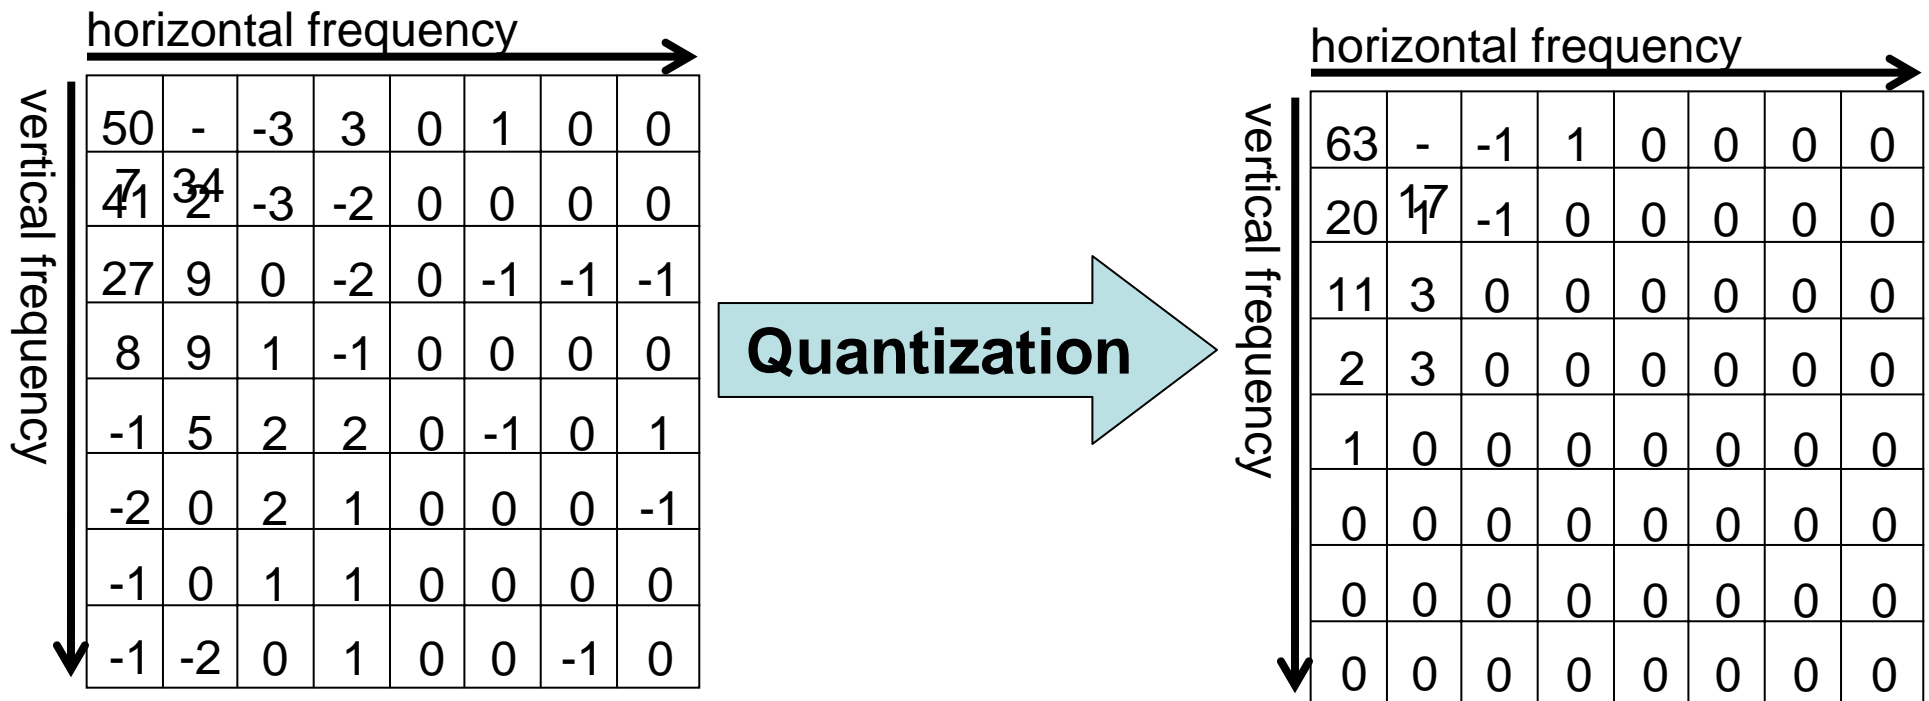 horizontal frequency
vertical frequency
50 - -3 3 0 1 0 0
7 34
41 2 -3 -2 0 0 0 0
27 9 0 -2 0 -1 -1 -1
8 9 1 -1 0 0 0 0
-1 5 2 2 0 -1 0 1
-2 0 2 1 0 0 0 -1
-1 0 1 1 0 0 0 0
-1 -2 0 1 0 0 -1 0
Quantization
horizontal frequency
vertical frequency
63 - -1 1 0 0 0 0
17
20 1 -1 0 0 0 0 0
11 3 0 0 0 0 0 0
2 3 0 0 0 0 0 0
1 0 0 0 0 0 0 0
0 0 0 0 0 0 0 0
0 0 0 0 0 0 0 0
0 0 0 0 0 0 0 0